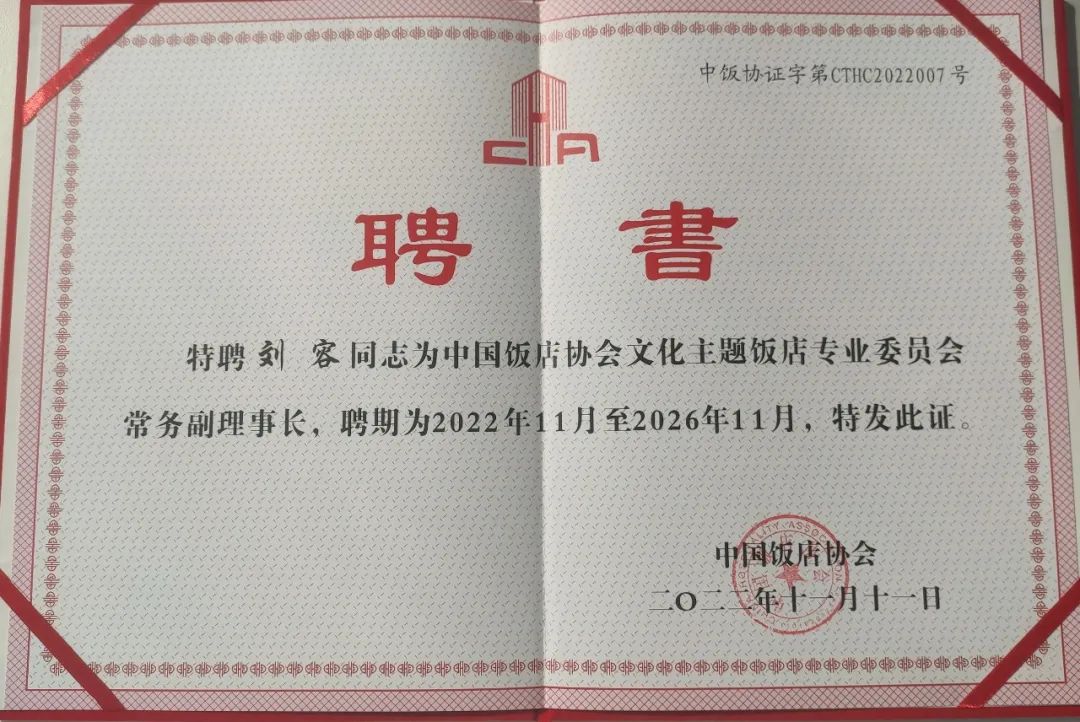 中饭协证字第CTHC2022007号
CHA
聘书
特聘刘容同志为中国饭店协会文化主题饭店专业委员会
常务副理事长，聘期为2022年11月至2026年11月，特发此证。
中国饭店协会
二〇二二年十一月十一日